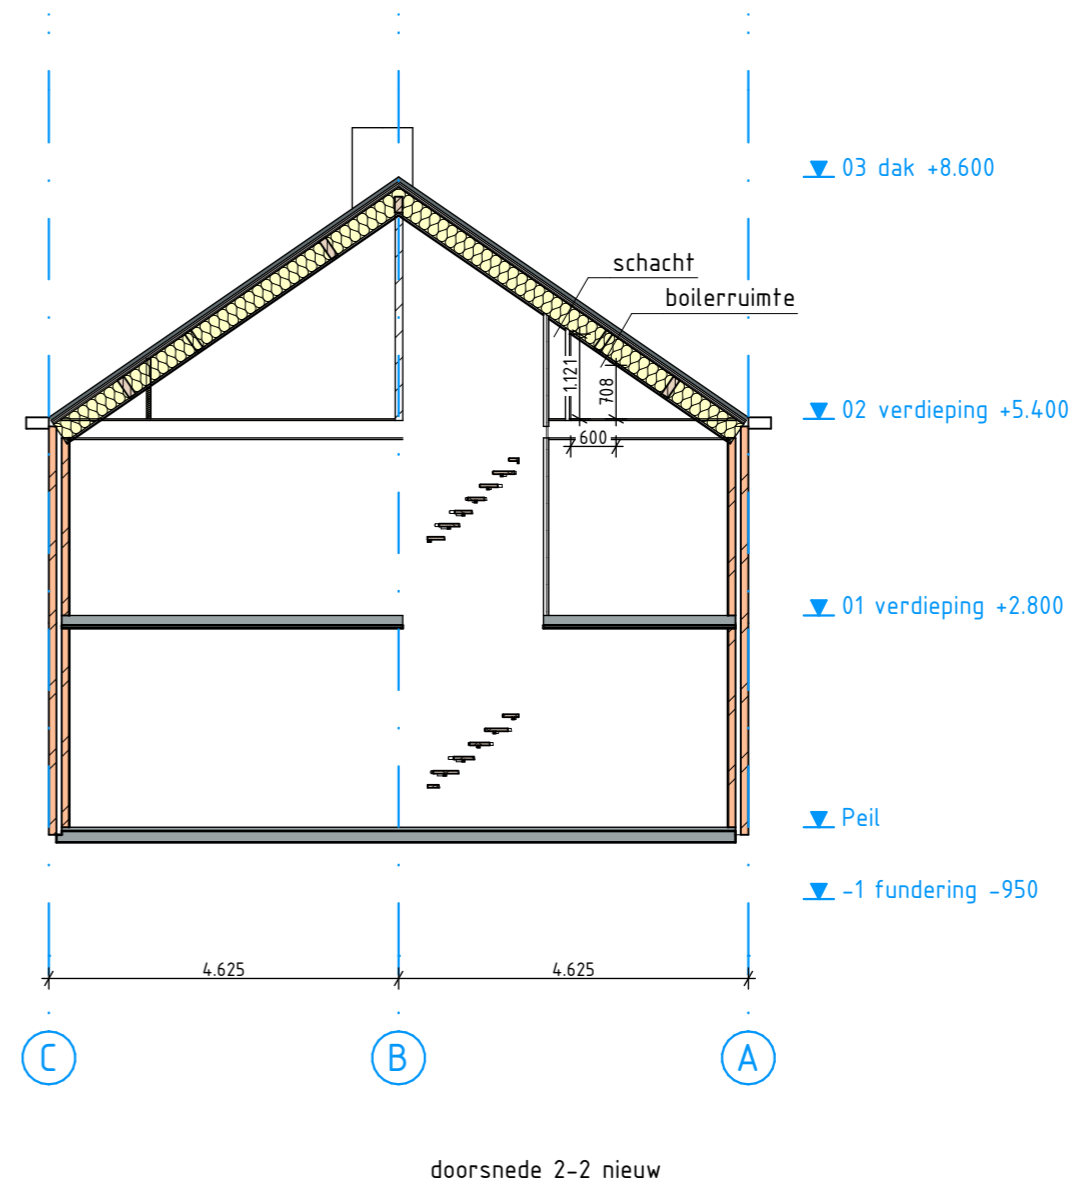 03 dak +8.600
schacht
boilerruimte
1.121
708
02 verdieping +5.400
600
01 verdieping +2.800
Peil
-1 fundering -950
4.625
4.625
C
B
A
doorsnede 2-2 nieuw